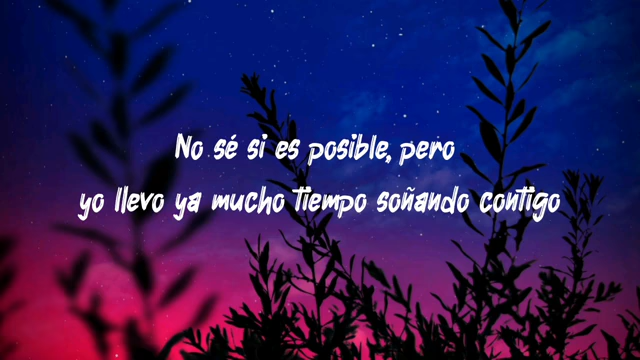 No sé si es posible, pero
yo llevo ya mucho tiempo soñando contigo